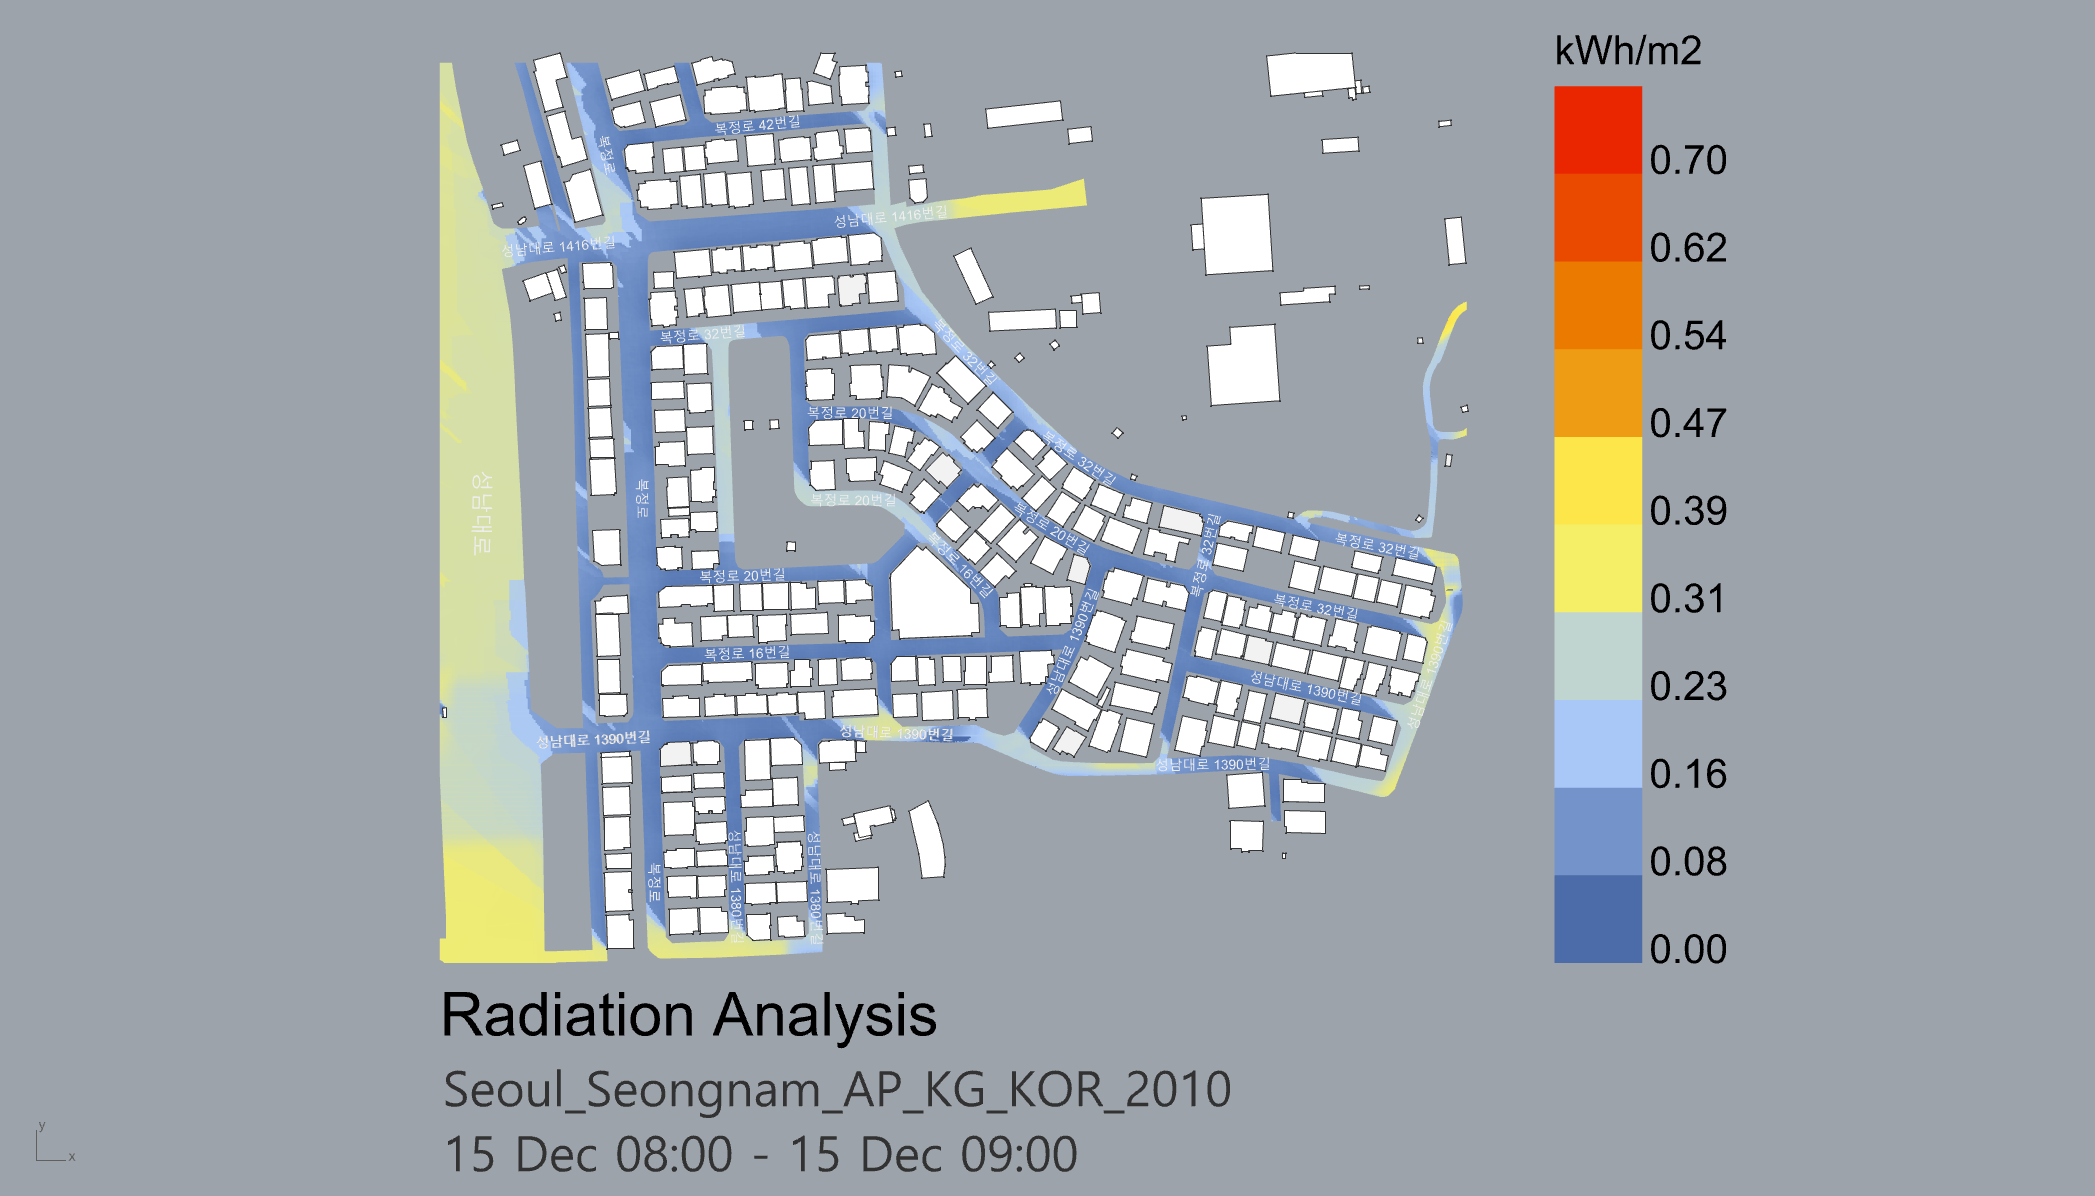 kWh/m2
0.70
0.62
0.54
0.47
0.39
0.31
0.23
0.16
0.08
0.00
복정로 42번길
복정로
성남대로 1416번길
성남대로 1416번길
복정로 32번길
복정로 32번길
복정로 20번길
복정로 32번길
성남대로
복정로
복정로 20번길
복정로 20번길
복정로 32번길
복정로 32번길
복정로 16번길
복정로 20번길
복정로 32번길
성남대로 1390번길
복정로 16번길
성남대로 1390번길
성남대로 1390번길
성남대로 1390번길
성남대로 1390번길
성남대로 1390번길
복정로
성남대로 1380번길
성남대로 1380번길
Radiation Analysis
Seoul_Seongnam_AP_KG_KOR_2010
15 Dec 08:00 - 15 Dec 09:00
y
x